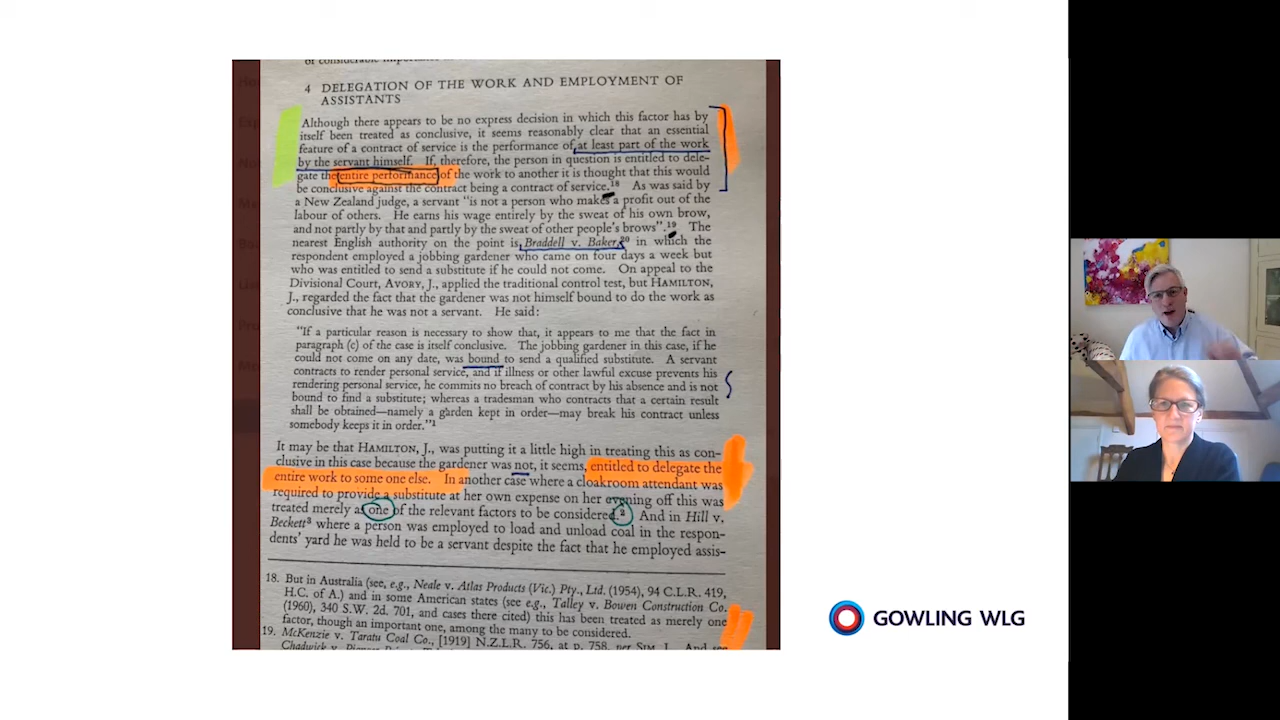 of considerable
4 DELEGATION OF THE WORK AND EMPLOYMENT OF
ASSISTANTS
Although there appears to be no express decision in which this factor has by
itself been treated as conclusive, it seems reasonably clear that an essential
feature of a contract of service is the performance of at least part of the work
by the servant himself. If, therefore, the person in question is entitled to dele-
gate the entire performance of the work to another it is thought that this would
be conclusive against the contract being a contract of service.18 As was said by
a New Zealand judge, a servant “is not a person who makes a profit out of the
labour of others. He earns his wage entirely by the sweat of his own brow,
and not partly by that and partly by the sweat of other people's brows”.19 The
nearest English authority on the point is Braddell v. Baker,20 in which the
respondent employed a jobbing gardener who came on four days a week but
who was entitled to send a substitute if he could not come. On appeal to the
Divisional Court, AVORY, J., applied the traditional control test, but HAMILTON,
J., regarded the fact that the gardener was not himself bound to do the work as
conclusive that he was not a servant. He said:
“If a particular reason is necessary to show that, it appears to me that the fact in
paragraph (c) of the case is itself conclusive. The jobbing gardener in this case, if he
could not come on any date, was bound to send a qualified substitute. A servant
contracts to render personal service, and if illness or other lawful excuse prevents his
rendering personal service, he commits no breach of contract by his absence and is not
bound to find a substitute; whereas a tradesman who contracts that a certain result
shall be obtained—namely a garden kept in order—may break his contract unless
somebody keeps it in order.”1
It may be that HAMILTON, J., was putting it a little high in treating this as con-
clusive in this case because the gardener was not, it seems, entitled to delegate the
entire work to some one else. In another case where a cloakroom attendant was
required to provide a substitute at her own expense on her evening off this was
treated merely as one of the relevant factors to be considered.2 And in Hill v.
Beckett3 where a person was employed to load and unload coal in the respon-
dents' yard he was held to be a servant despite the fact that he employed assis-
18. But in Australia (see, e.g., Neale v. Atlas Products (Vic.) Pty., Ltd. (1954), 94 C.L.R. 419,
H.C. of A.) and in some American states (see e.g., Talley v. Bowen Construction Co.
(1960), 340 S.W. 2d. 701, and cases there cited) this has been treated as merely one
factor, though an important one, among the many to be considered.
19. McKenzie v. Taratu Coal Co., [1919] N.Z.L.R. 756, at p. 758, per SIM J. And see
Chadwick v.
GOWLING WLG